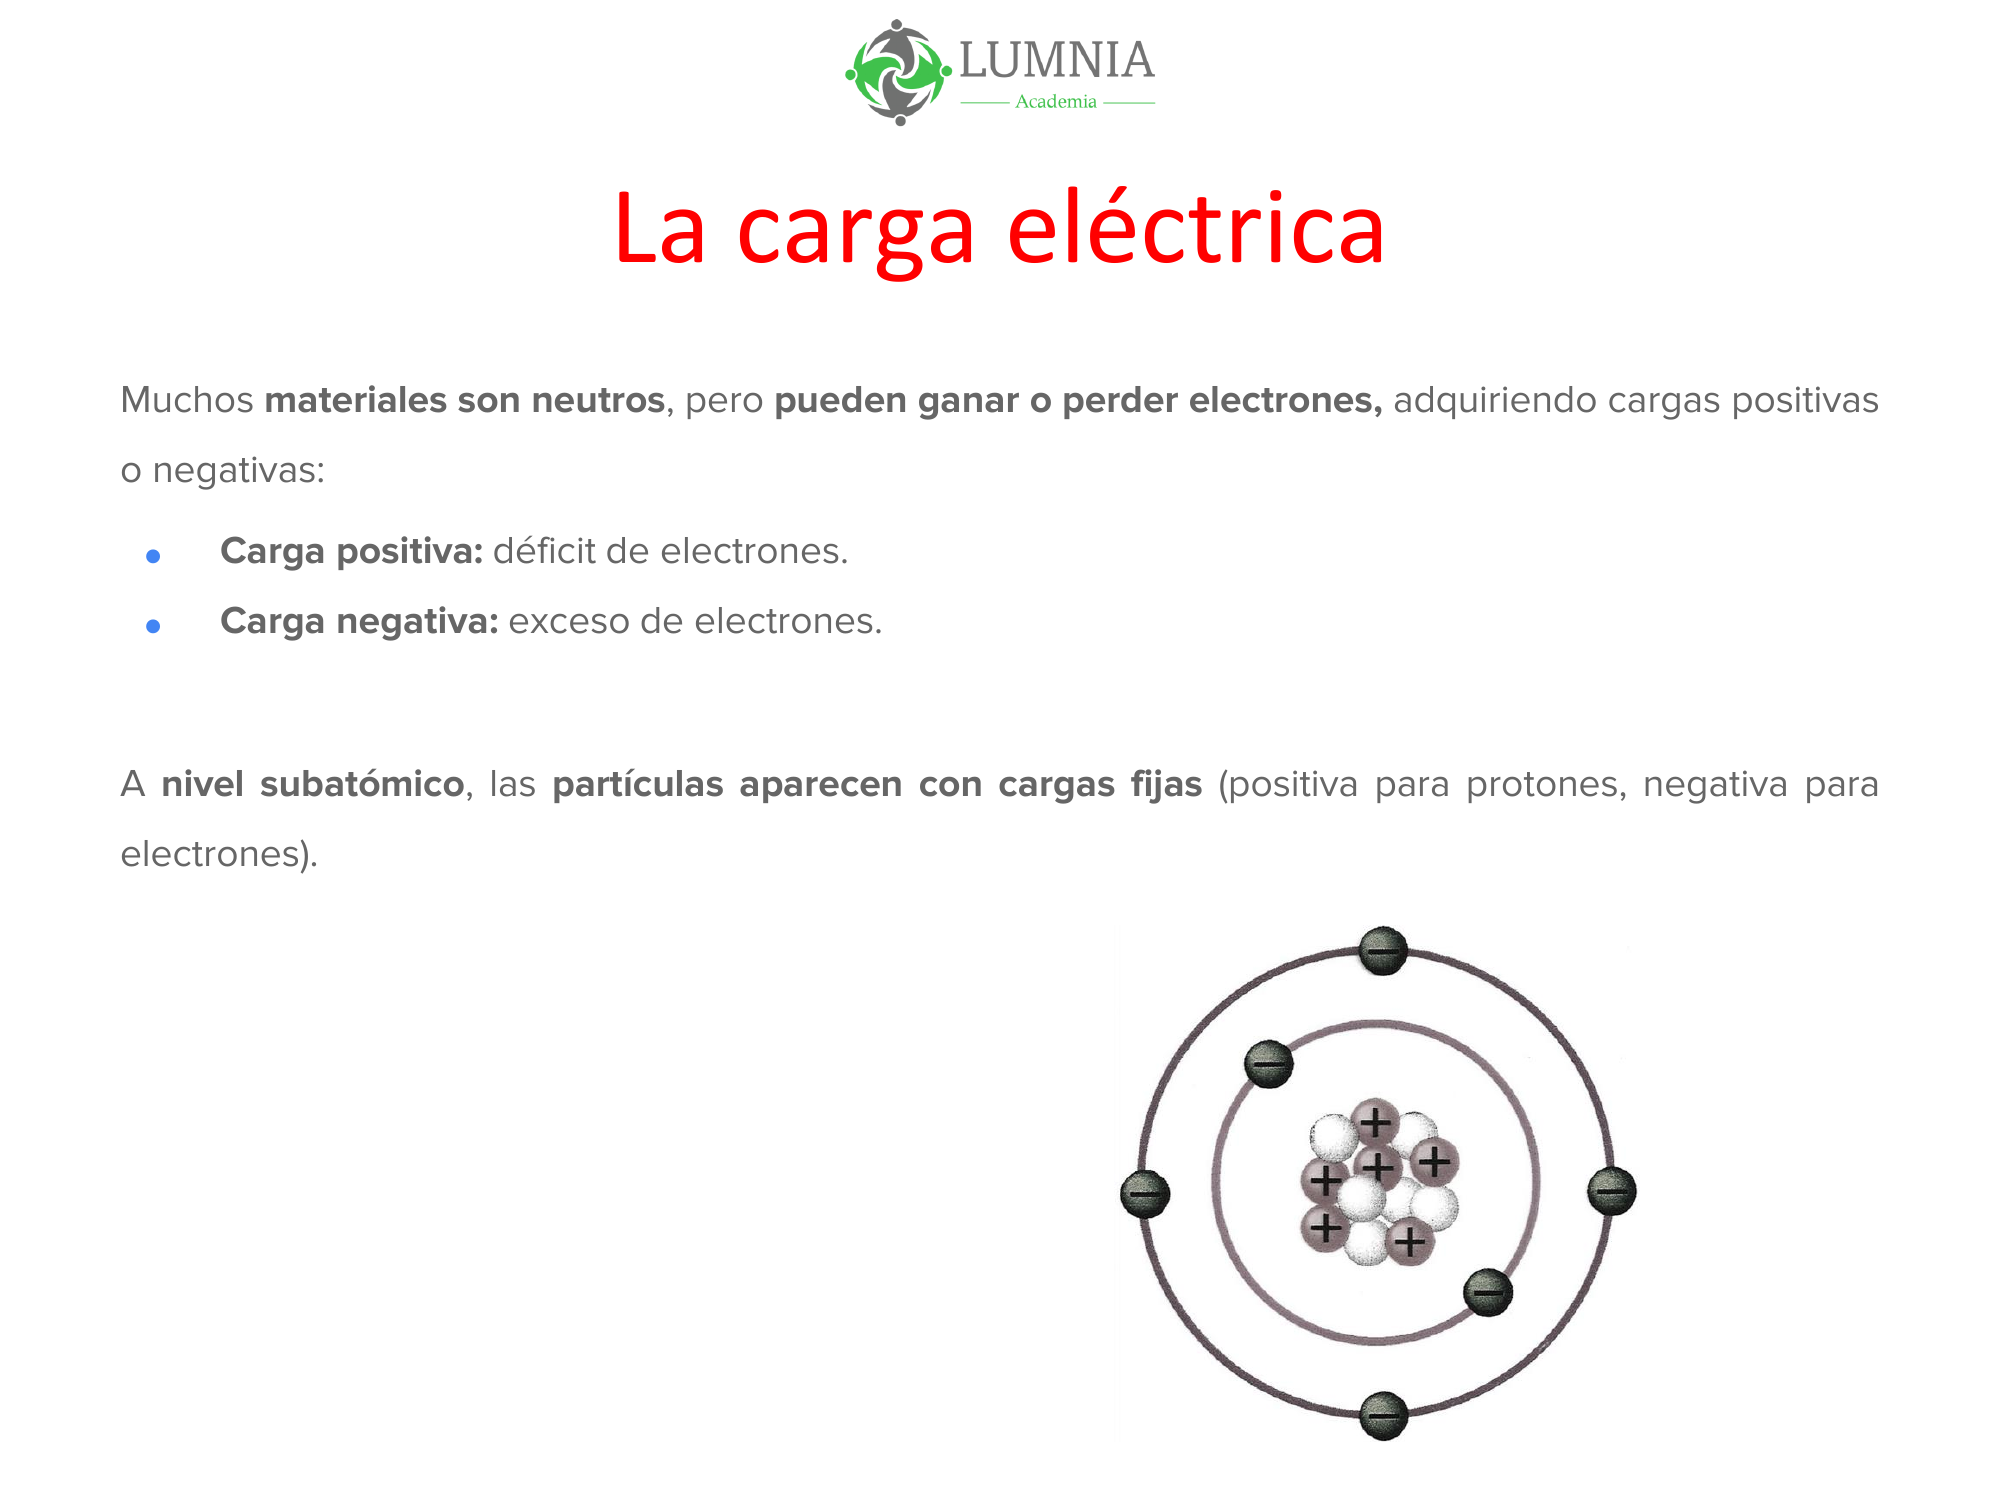 LUMNIA
Academia
La carga eléctrica
Muchos materiales son neutros, pero pueden ganar o perder electrones, adquiriendo cargas positivas
o negativas:
• Carga positiva: déficit de electrones.
• Carga negativa: exceso de electrones.
A nivel subatómico, las partículas aparecen con cargas fijas (positiva para protones, negativa para
electrones).
−
−
+
+
+
+
−
−
+
+
−
−